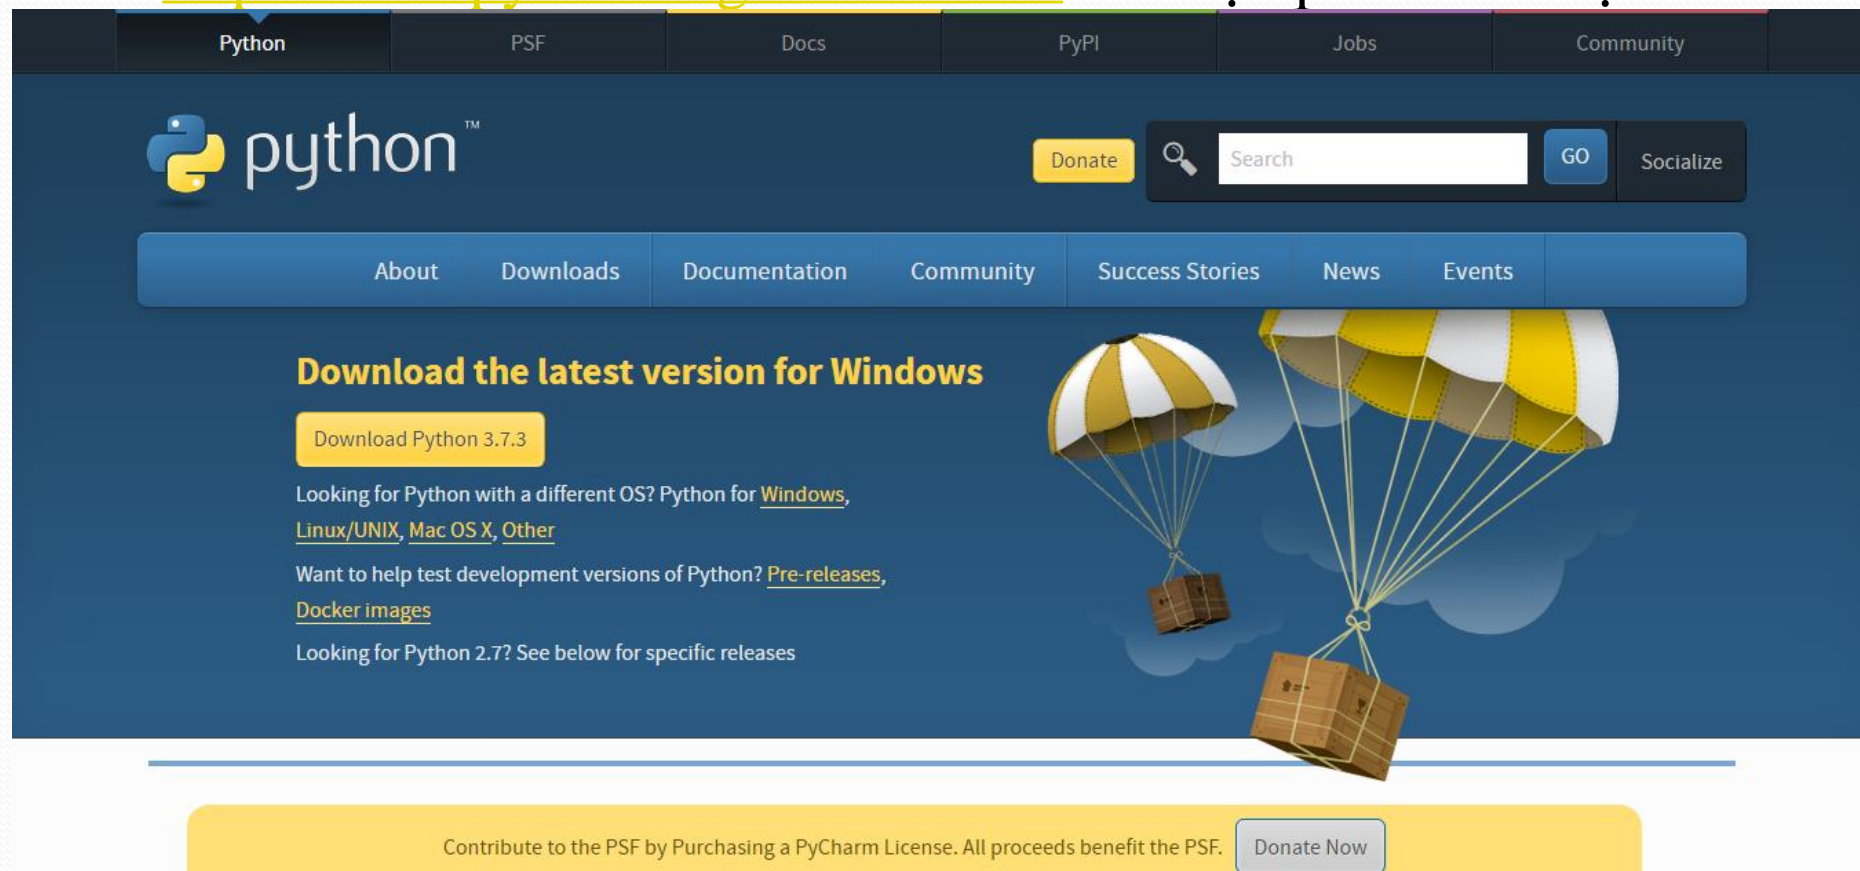 Python PSF Docs PyPI Jobs Community
python™
Donate Search GO Socialize
About Downloads Documentation Community Success Stories News Events
Download the latest version for Windows
Download Python 3.7.3
Looking for Python with a different OS? Python for Windows,
Linux/UNIX, Mac OS X, Other
Want to help test development versions of Python? Pre-releases,
Docker images
Looking for Python 2.7? See below for specific releases
Contribute to the PSF by Purchasing a PyCharm License. All proceeds benefit the PSF. Donate Now